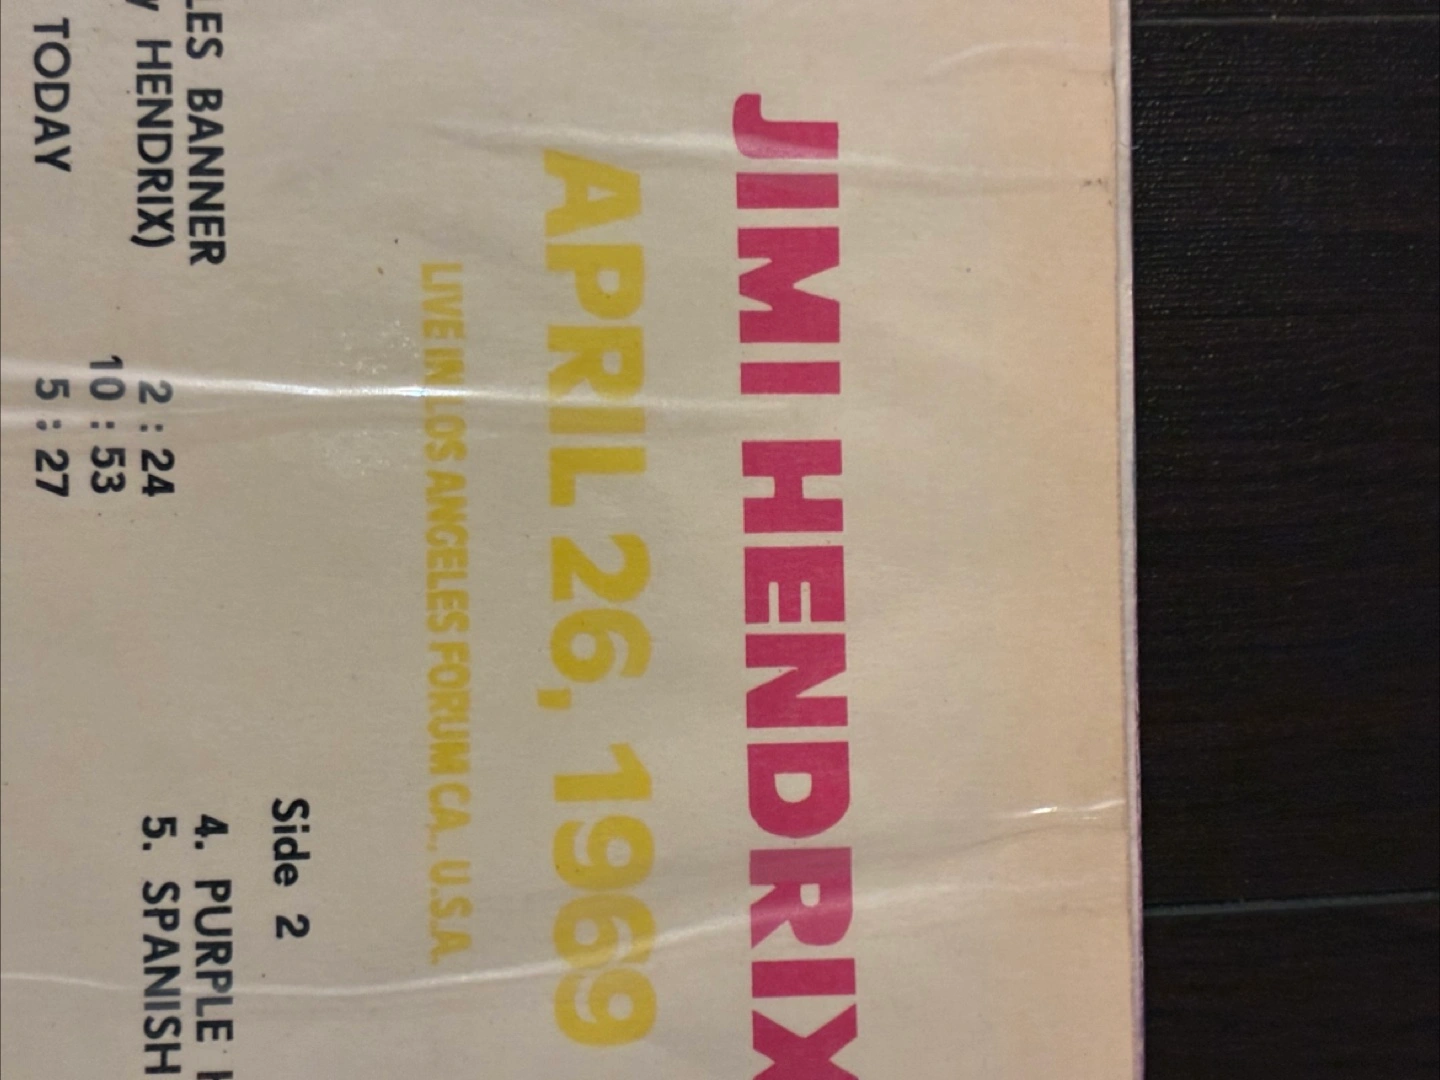 JIMI HENDRIX
APRIL 26, 1969
LIVE IN LOS ANGELES FORUM CA., U.S.A.
BANNER
2:24
HENDRIX)
10:53
TODAY
5:27
Side 2
4. PURPLE
5. SPANISH